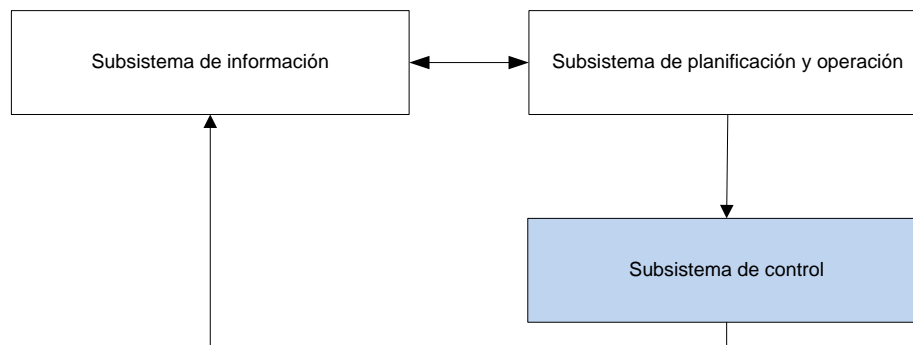 Subsistema de información
Subsistema de planificación y operación
Subsistema de control